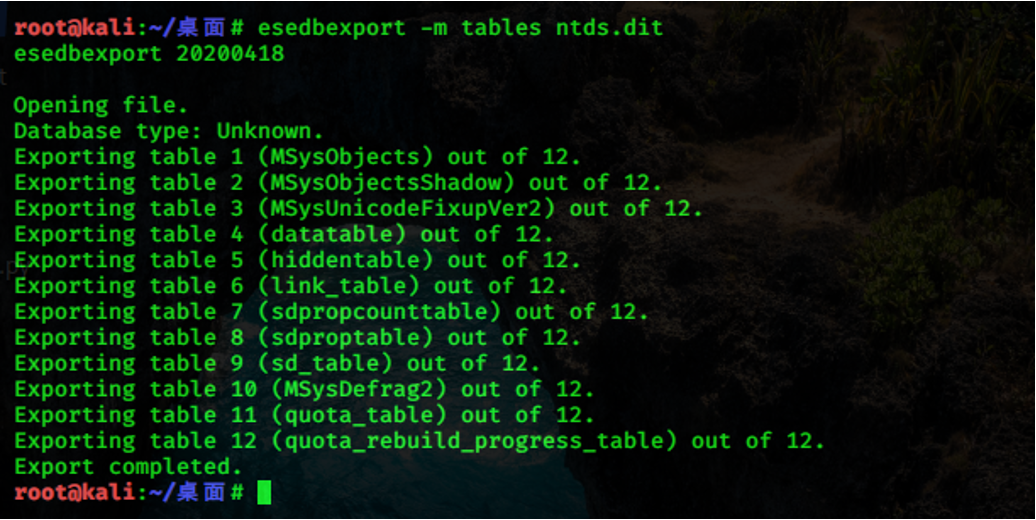 root@kali:~/桌面# esedbexport -m tables ntds.dit
esedbexport 20200418
Opening file.
Database type: Unknown.
Exporting table 1 (MSysObjects) out of 12.
Exporting table 2 (MSysObjectsShadow) out of 12.
Exporting table 3 (MSysUnicodeFixupVer2) out of 12.
Exporting table 4 (datatable) out of 12.
Exporting table 5 (hiddentable) out of 12.
Exporting table 6 (link_table) out of 12.
Exporting table 7 (sdpropcounttable) out of 12.
Exporting table 8 (sdproptable) out of 12.
Exporting table 9 (sd_table) out of 12.
Exporting table 10 (MSysDefrag2) out of 12.
Exporting table 11 (quota_table) out of 12.
Exporting table 12 (quota_rebuild_progress_table) out of 12.
Export completed.
root@kali:~/桌面#